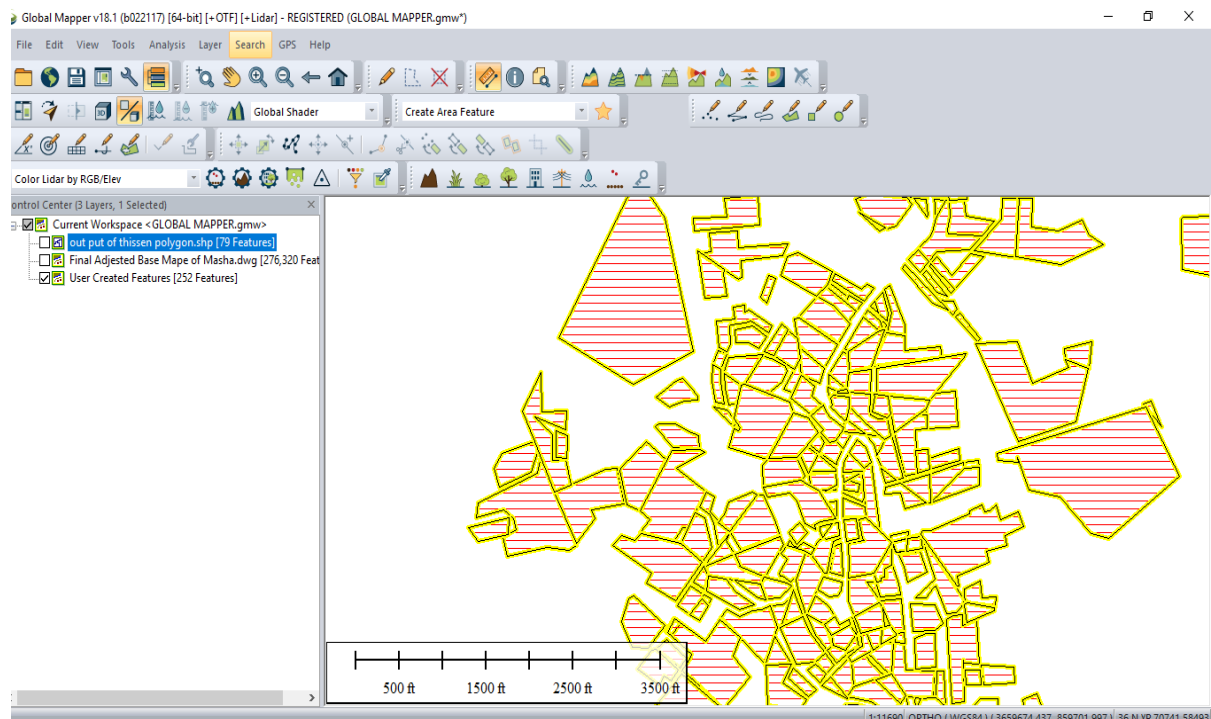 Global Mapper v18.1 (b022117) [64-bit] [+OTF] [+Lidar] - REGISTERED (GLOBAL MAPPER.gmw*)
File Edit View Tools Analysis Layer Search GPS Help
Global Shader Create Area Feature
Color Lidar by RGB/Elev
ontrol Center (3 Layers, 1 Selected)
Current Workspace <GLOBAL MAPPER.gmw>
out put of thissen polygon.shp [79 Features]
Final Adjested Base Mape of Masha.dwg [276,320 Feat
User Created Features [252 Features]
500 ft 1500 ft 2500 ft 3500 ft
1:11690 ORTHO (WGS84) ( 3659674.437, 859701.997 ) 36 N YP 70741.58493